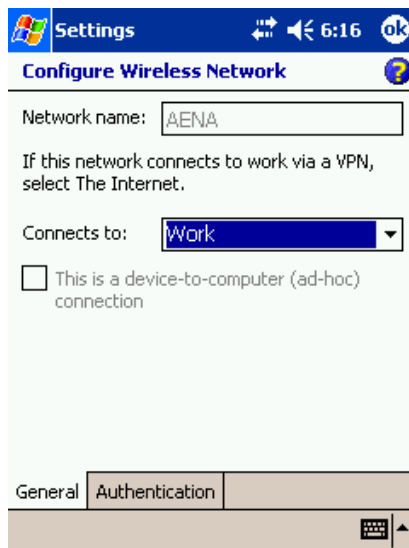 Settings 6:16 ok
Configure Wireless Network ?
Network name: AENA
If this network connects to work via a VPN,
select The Internet.
Connects to: Work
This is a device-to-computer (ad-hoc)
connection
General Authentication